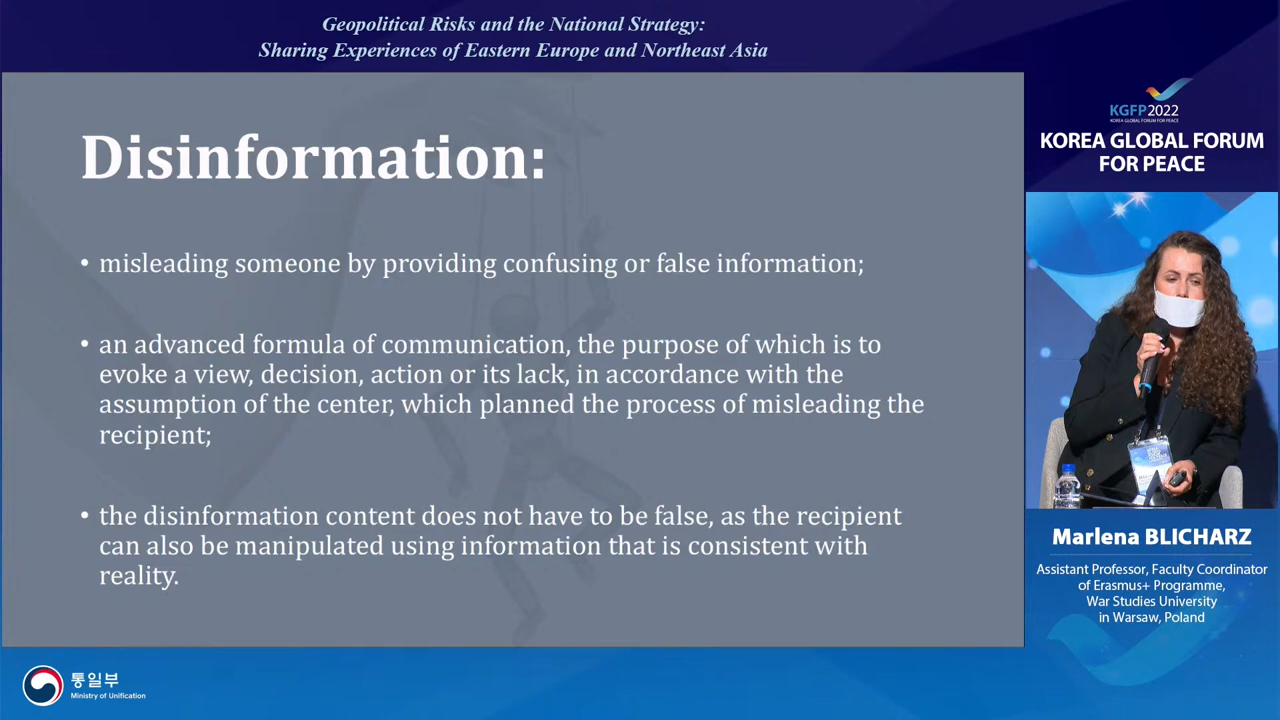 Geopolitical Risks and the National Strategy:
Sharing Experiences of Eastern Europe and Northeast Asia
Disinformation:
• misleading someone by providing confusing or false information;
• an advanced formula of communication, the purpose of which is to
evoke a view, decision, action or its lack, in accordance with the
assumption of the center, which planned the process of misleading the
recipient;
• the disinformation content does not have to be false, as the recipient
can also be manipulated using information that is consistent with
reality.
KGFP2022
KOREA GLOBAL FORUM FOR PEACE
KOREA GLOBAL FORUM
FOR PEACE
Marlena BLICHARZ
Assistant Professor, Faculty Coordinator
of Erasmus+ Programme,
War Studies University
in Warsaw, Poland
통일부
Ministry of Unification